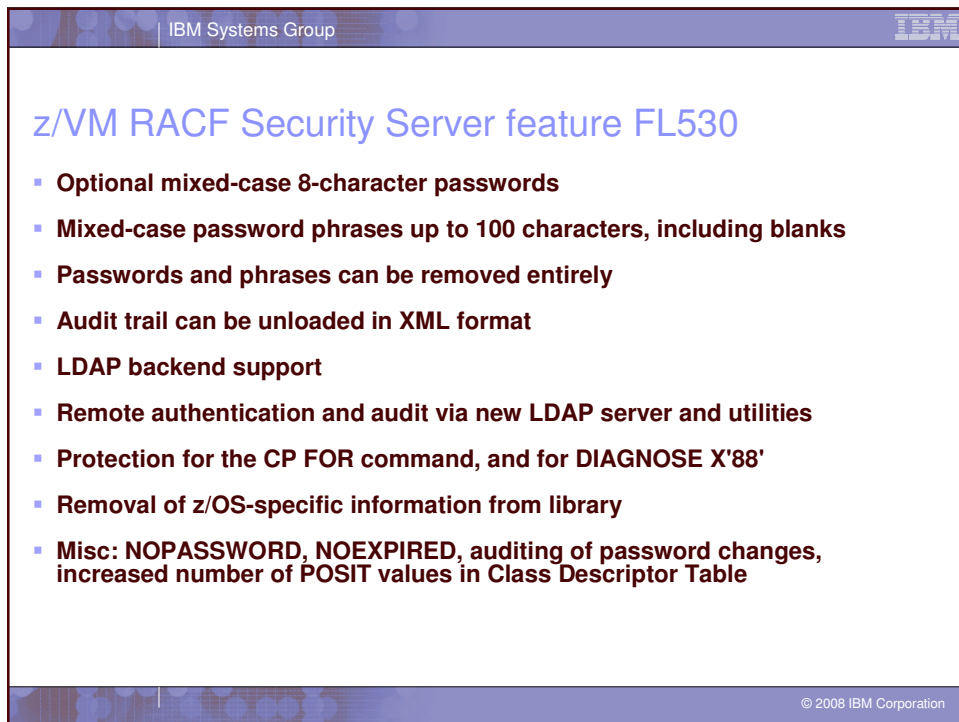 IBM Systems Group
IBM
z/VM RACF Security Server feature FL530
▪ Optional mixed-case 8-character passwords
▪ Mixed-case password phrases up to 100 characters, including blanks
▪ Passwords and phrases can be removed entirely
▪ Audit trail can be unloaded in XML format
▪ LDAP backend support
▪ Remote authentication and audit via new LDAP server and utilities
▪ Protection for the CP FOR command, and for DIAGNOSE X'88'
▪ Removal of z/OS-specific information from library
▪ Misc: NOPASSWORD, NOEXPIRED, auditing of password changes,
increased number of POSIT values in Class Descriptor Table
© 2008 IBM Corporation